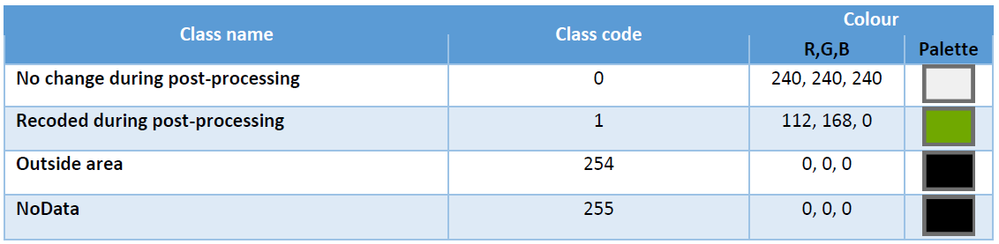 Class name Class code Colour
R,G,B Palette
No change during post-processing 0 240, 240, 240
Recoded during post-processing 1 112, 168, 0
Outside area 254 0, 0, 0
NoData 255 0, 0, 0